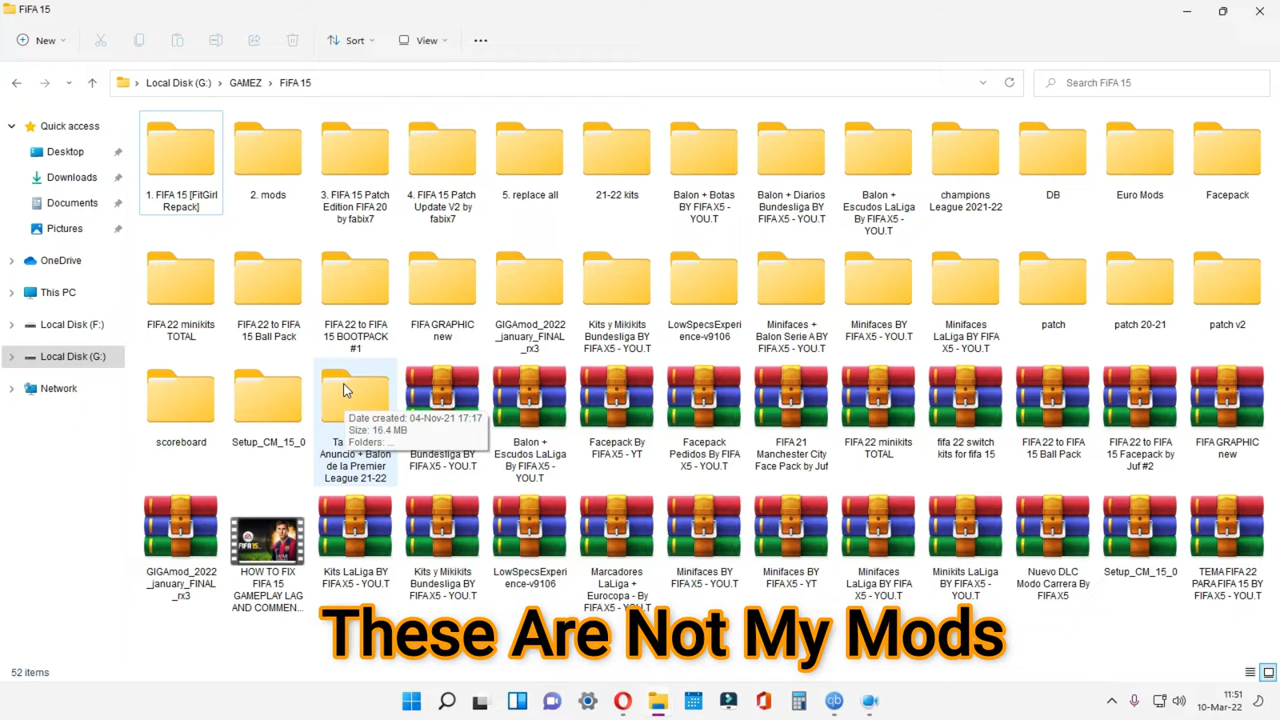 FiFA 15
New
Sort
View
Local Disk (G:) > GAMEZ > FiFA 15
Search FiFA 15
Quick access
Desktop
Downloads
Documents
Pictures
OneDrive
This PC
Local Disk (F:)
Local Disk (G:)
Network
1. FIFA 15 [FitGirl
Repack]
2. mods
3. FIFA 15 Patch
Edition FIFA 20
by fabix7
4. FIFA 15 Patch
Update V2 by
fabix7
5. replace all
21-22 kits
Balon + Botas
BY FIFAX5 -
YOU.T
Balon + Diarios
Bundesliga BY
FIFAX5 - YOU.T
Balon +
Escudos LaLiga
By FIFAX5 -
YOU.T
champions
League 2021-22
DB
Euro Mods
Facepack
FIFA 22 minikits
TOTAL
FIFA 22 to FIFA
15 Ball Pack
FIFA 22 to FIFA
15 BOOTPACK
#1
FIFA GRAPHIC
new
GIGAmod_2022
_january_FINAL
_rx3
Kits y Mikikits
Bundesliga BY
FIFAX5 - YOU.T
LowSpecsExperi
ence-v9106
Minifaces +
Balon Serie A BY
FIFAX5 - YOU.T
Minifaces BY
FIFAX5 - YOU.T
Minifaces
LaLiga BY FIFA
X5 - YOU.T
patch
patch 20-21
patch v2
scoreboard
Setup_CM_15_0
Anuncio + Balon
de la Premier
League 21-22
Date created: 04-Nov-21 17:17
Size: 16.4 MB
Folders: ...
Bundesliga BY
FIFAX5 - YOU.T
Balon +
Escudos LaLiga
By FIFAX5 -
YOU.T
Facepack By
FIFAX5 - YT
Facepack
Pedidos By FIFA
X5 - YOU.T
FIFA 21
Manchester City
Face Pack by Juf
FIFA 22 minikits
TOTAL
fifa 22 switch
kits for fifa 15
FIFA 22 to FIFA
15 Ball Pack
FIFA 22 to FIFA
15 Facepack by
Juf #2
FIFA GRAPHIC
new
GIGAmod_2022
_january_FINAL
_rx3
HOW TO FIX
FIFA 15
GAMEPLAY LAG
AND COMMEN...
Kits LaLiga BY
FIFAX5 - YOU.T
Kits y Mikikits
Bundesliga BY
FIFAX5 - YOU.T
LowSpecsExperi
ence-v9106
Marcadores
LaLiga +
Eurocopa - By
FIFAX5 - YOU.T
Minifaces BY
FIFAX5 - YOU.T
Minifaces BY
FIFAX5 - YT
Minifaces
LaLiga BY FIFA
X5 - YOU.T
Minikits LaLiga
BY FIFAX5 -
YOU.T
Nuevo DLC
Modo Carrera BY
FIFAX5
Setup_CM_15_0
TEMA FIFA22
PARA FIFA 15 BY
FIFAX5 - YOU.T
These Are Not My Mods
52 items
11:51
10-Mar-22